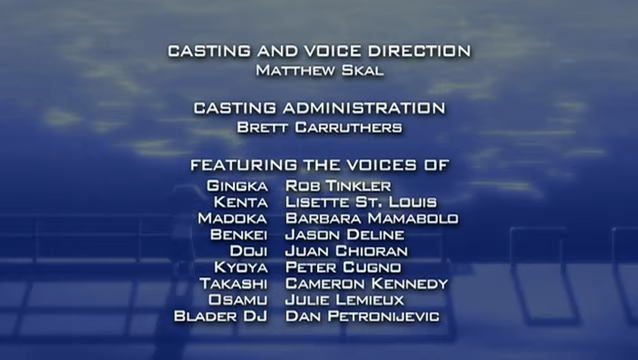 CASTING AND VOICE DIRECTION
MATTHEW SKAL
CASTING ADMINISTRATION
BRETT CARRUTHERS
FEATURING THE VOICES OF
GINGKA ROB TINKLER
KENTA LISETTE ST. LOUIS
MADOKA BARBARA MAMABOLO
BENKEI JASON DELINE
DOJI JUAN CHIORAN
KYOYA PETER CUGNO
TAKASHI CAMERON KENNEDY
OSAMU JULIE LEMIEUX
BLADER DJ DAN PETRONIJEVIC